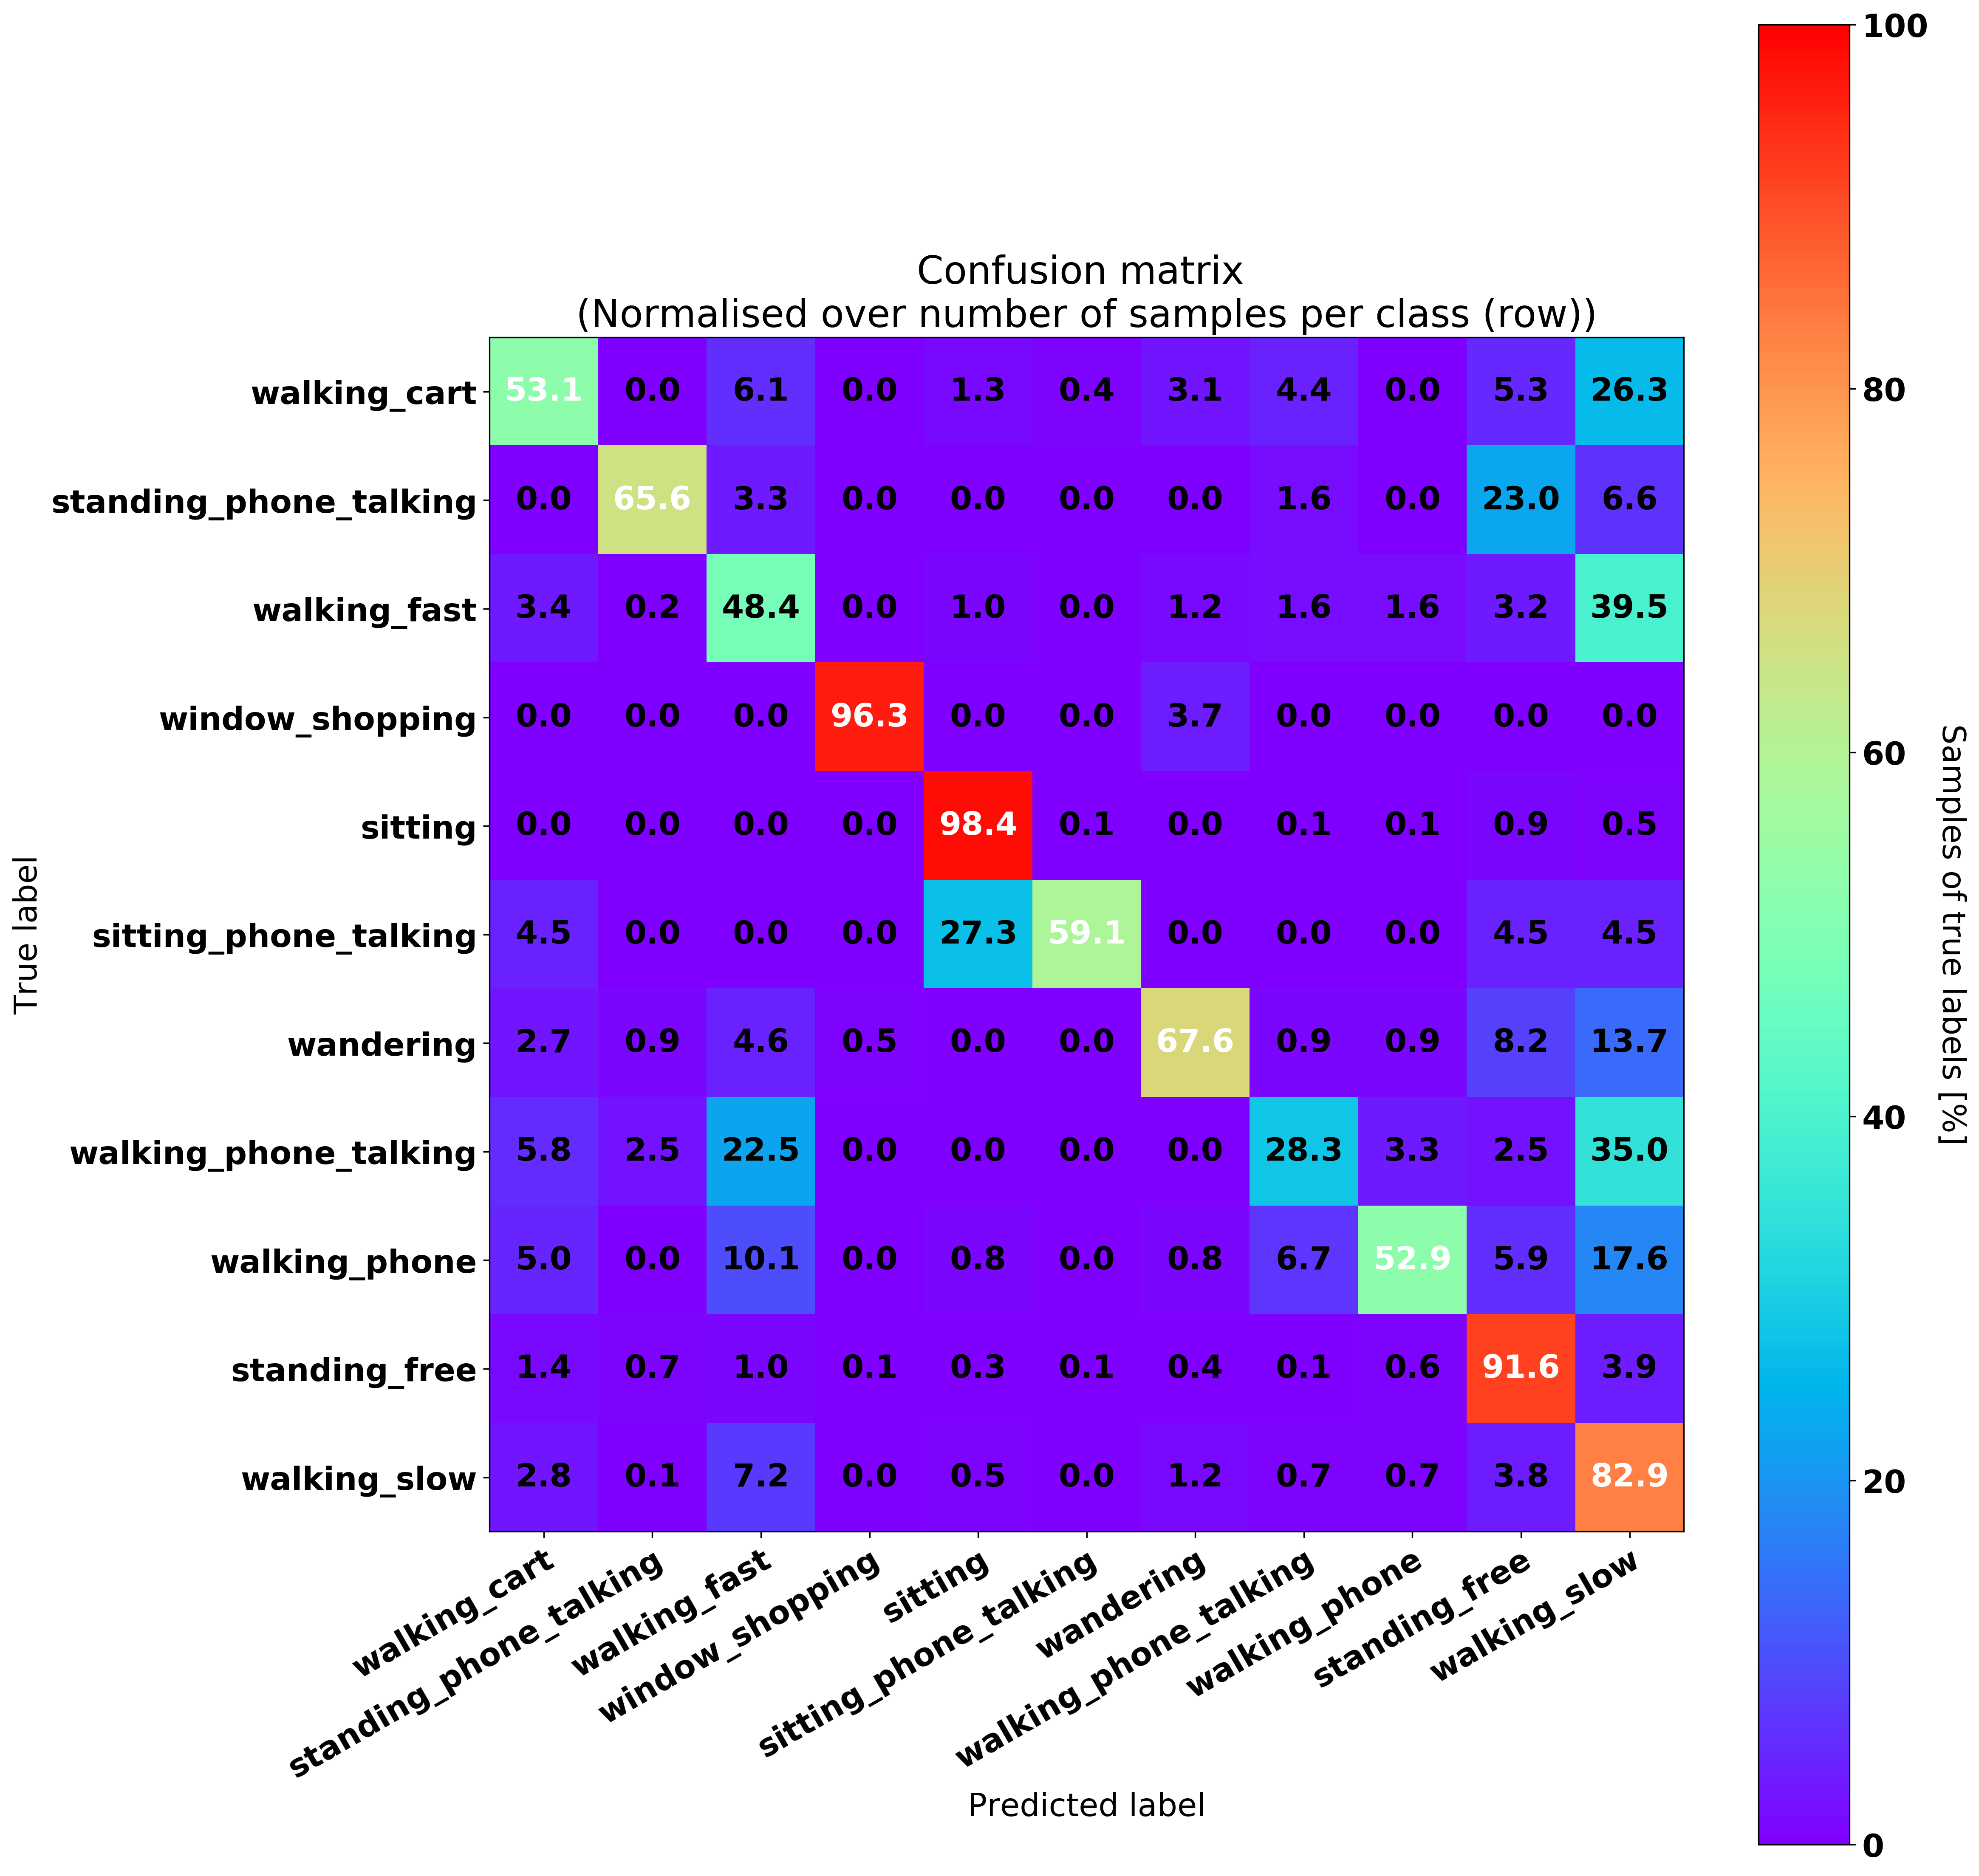 Confusion matrix
(Normalised over number of samples per class (row))
walking_cart 53.1 0.0 6.1 0.0 1.3 0.4 3.1 4.4 0.0 5.3 26.3
standing_phone_talking 0.0 65.6 3.3 0.0 0.0 0.0 0.0 1.6 0.0 23.0 6.6
walking_fast 3.4 0.2 48.4 0.0 1.0 0.0 1.2 1.6 1.6 3.2 39.5
window_shopping 0.0 0.0 0.0 96.3 0.0 0.0 3.7 0.0 0.0 0.0 0.0
sitting 0.0 0.0 0.0 0.0 98.4 0.1 0.0 0.1 0.1 0.9 0.5
sitting_phone_talking 4.5 0.0 0.0 0.0 27.3 59.1 0.0 0.0 0.0 4.5 4.5
wandering 2.7 0.9 4.6 0.5 0.0 0.0 67.6 0.9 0.9 8.2 13.7
walking_phone_talking 5.8 2.5 22.5 0.0 0.0 0.0 0.0 28.3 3.3 2.5 35.0
walking_phone 5.0 0.0 10.1 0.0 0.8 0.0 0.8 6.7 52.9 5.9 17.6
standing_free 1.4 0.7 1.0 0.1 0.3 0.1 0.4 0.1 0.6 91.6 3.9
walking_slow 2.8 0.1 7.2 0.0 0.5 0.0 1.2 0.7 0.7 3.8 82.9
True label
walking_cart
standing_phone_talking
walking_fast
window_shopping
sitting
sitting_phone_talking
wandering
walking_phone_talking
walking_phone
standing_free
walking_slow
Predicted label
100
80
60
40
20
0
Samples of true labels [%]